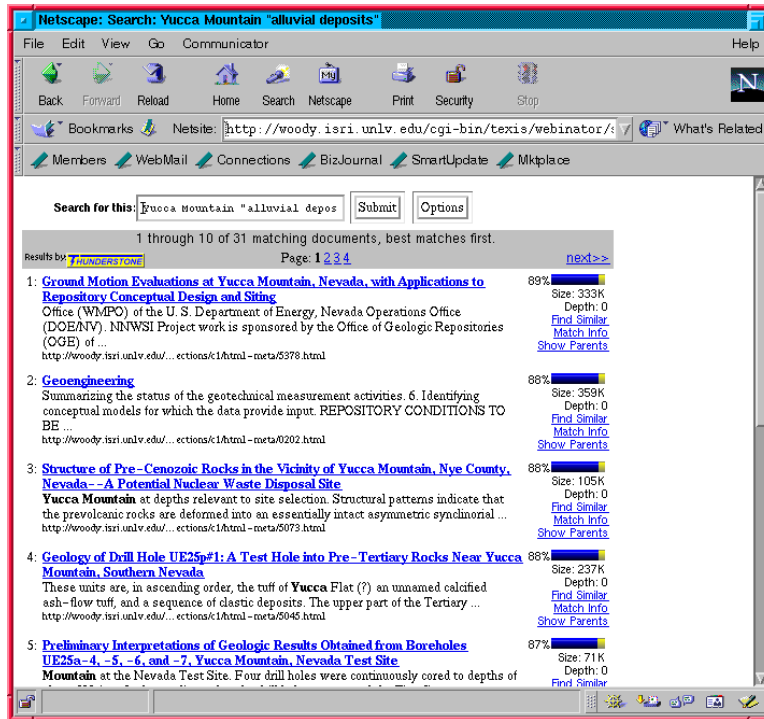 Netscape: Search: Yucca Mountain "alluvial deposits"
File Edit View Go Communicator Help
My
N
Back Forward Reload Home Search Netscape Print Security Stop
Bookmarks Netsite: http://woody.isri.unlv.edu/cgi-bin/texis/webinator/s What's Related
Members WebMail Connections BizJournal SmartUpdate Mktplace
Search for this: Yucca Mountain "alluvial depos Submit Options
1 through 10 of 31 matching documents, best matches first.
Results by: THUNDERSTONE Page: 1 2 3 4 next>>
1: Ground Motion Evaluations at Yucca Mountain, Nevada, with Applications to 89%
Repository Conceptual Design and Siting Size: 333K
Office (WMPO) of the U. S. Department of Energy, Nevada Operations Office Depth: 0
(DOE/NV). NNWSI Project work is sponsored by the Office of Geologic Repositories Find Similar
(OGE) of ... Match Info
http://woody.isri.unlv.edu/... ections/c1/html-meta/5378.html Show Parents
2: Geoengineering 88%
Summarizing the status of the geotechnical measurement activities. 6. Identifying Size: 359K
conceptual models for which the data provide input. REPOSITORY CONDITIONS TO Depth: 0
BE ... Find Similar
http://woody.isri.unlv.edu/... ections/c1/html-meta/0202.html Match Info
Show Parents
3: Structure of Pre-Cenozoic Rocks in the Vicinity of Yucca Mountain, Nye County, 88%
Nevada--A Potential Nuclear Waste Disposal Site Size: 105K
Yucca Mountain at depths relevant to site selection. Structural patterns indicate that Depth: 0
the prevolcanic rocks are deformed into an essentially intact asymmetric synclinorial ... Find Similar
http://woody.isri.unlv.edu/... ections/c1/html-meta/5073.html Match Info
Show Parents
4: Geology of Drill Hole UE25p#1: A Test Hole into Pre-Tertiary Rocks Near Yucca 88%
Mountain, Southern Nevada Size: 237K
These units are, in ascending order, the tuff of Yucca Flat (?) an unnamed calcified Depth: 0
ash-flow tuff, and a sequence of clastic deposits. The upper part of the Tertiary ... Find Similar
http://woody.isri.unlv.edu/... ections/c1/html-meta/5045.html Match Info
Show Parents
5: Preliminary Interpretations of Geologic Results Obtained from Boreholes 87%
UE25a-4, -5, -6, and -7, Yucca Mountain, Nevada Test Site Size: 71K
Mountain at the Nevada Test Site. Four drill holes were continuously cored to depths of Depth: 0
Find Similar